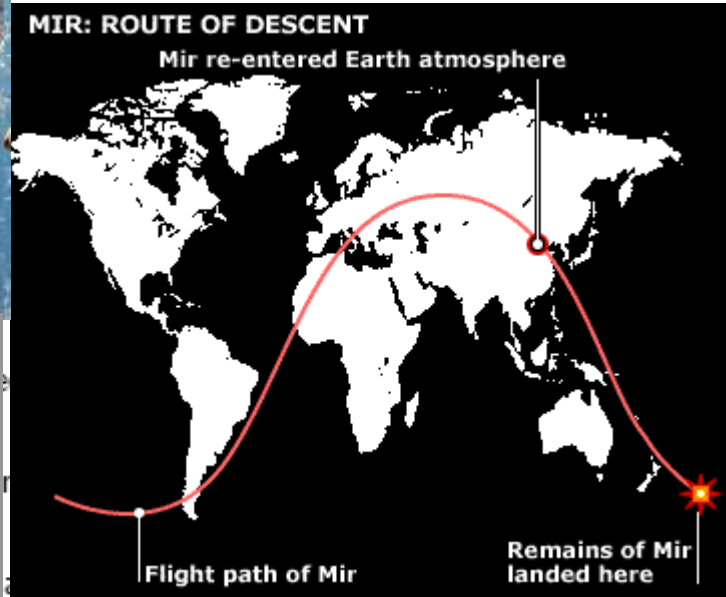 MIR: ROUTE OF DESCENT
Mir re-entered Earth atmosphere
Flight path of Mir
Remains of Mir
landed here